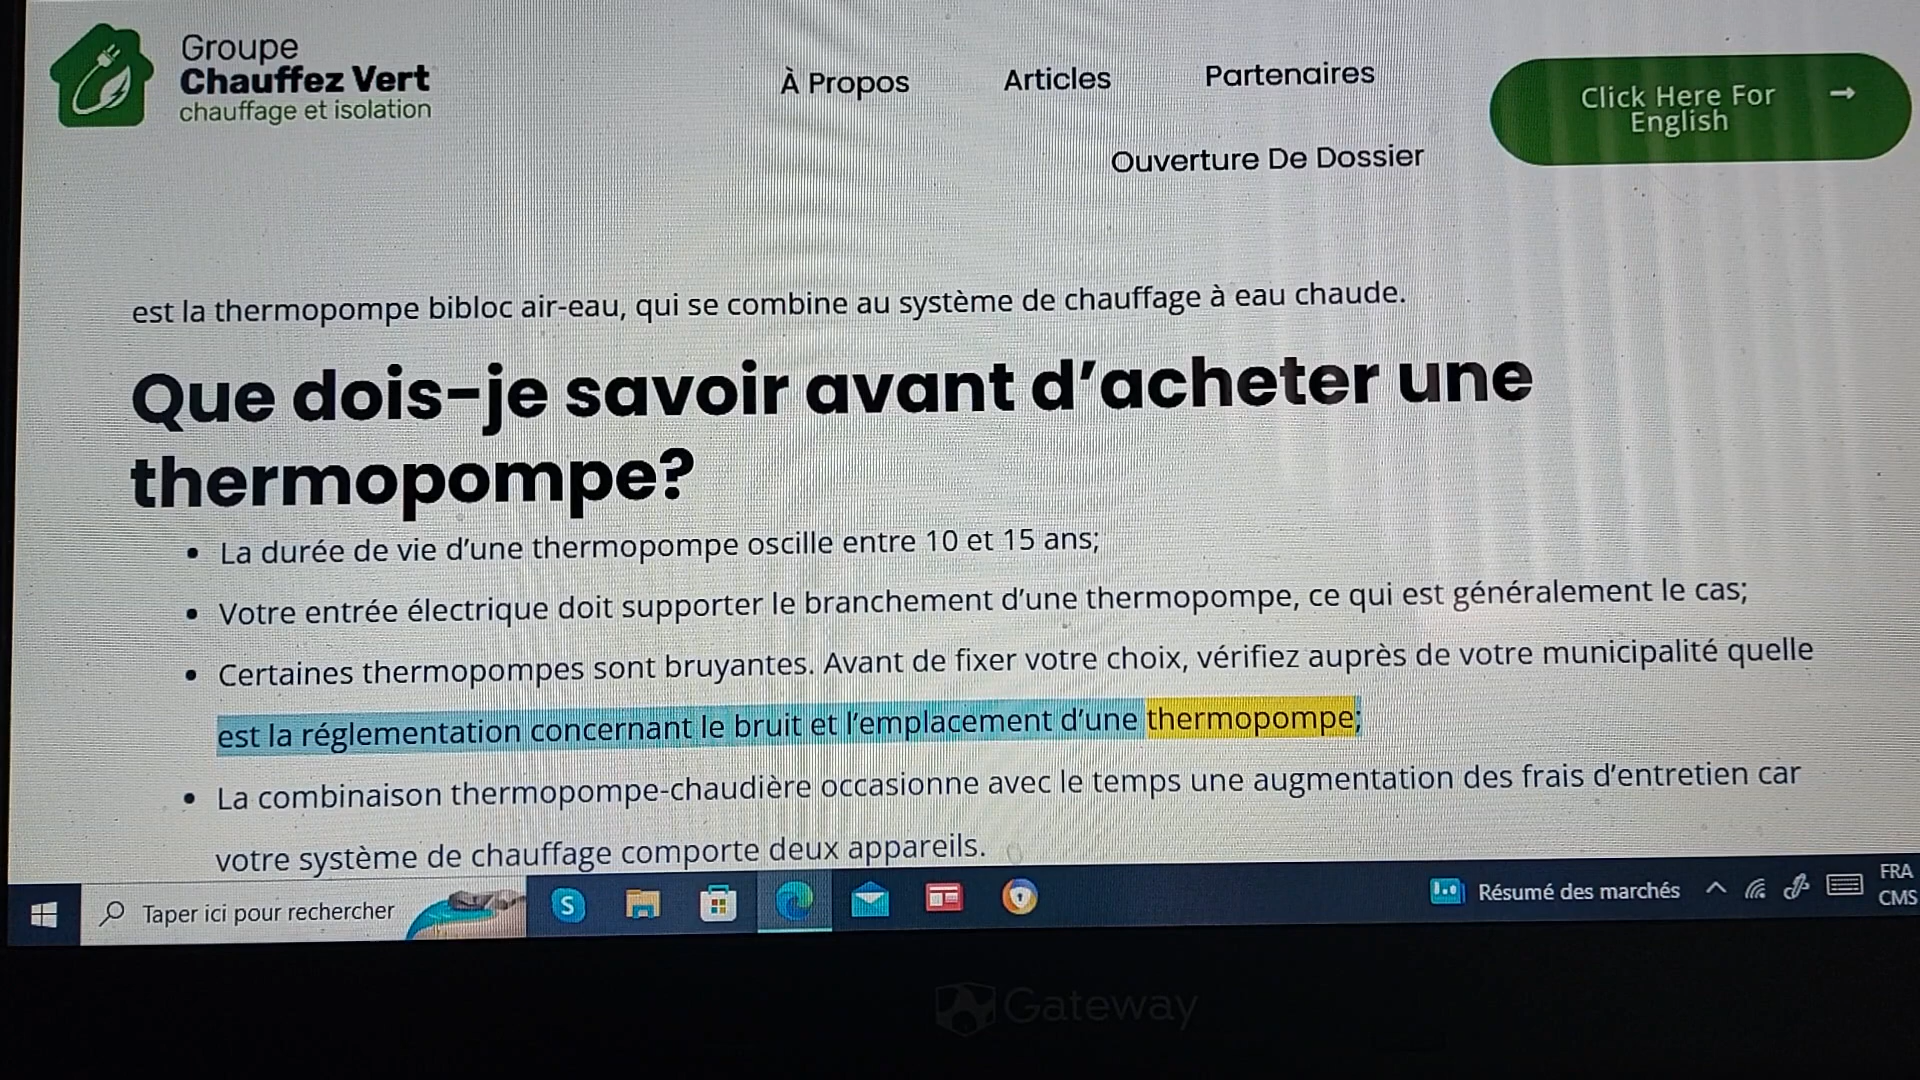 Groupe
Chauffez Vert
chauffage et isolation
À Propos
Articles
Partenaires
Ouverture De Dossier
Click Here For
English
est la thermopompe bibloc air-eau, qui se combine au système de chauffage à eau chaude.
Que dois-je savoir avant d'acheter une
thermopompe?
• La durée de vie d'une thermopompe oscille entre 10 et 15 ans;
• Votre entrée électrique doit supporter le branchement d'une thermopompe, ce qui est généralement le cas;
• Certaines thermopompes sont bruyantes. Avant de fixer votre choix, vérifiez auprès de votre municipalité quelle
est la réglementation concernant le bruit et l'emplacement d'une thermopompe;
• La combinaison thermopompe-chaudière occasionne avec le temps une augmentation des frais d'entretien car
votre système de chauffage comporte deux appareils.
Taper ici pour rechercher
Résumé des marchés
FRA
CMS
Gateway